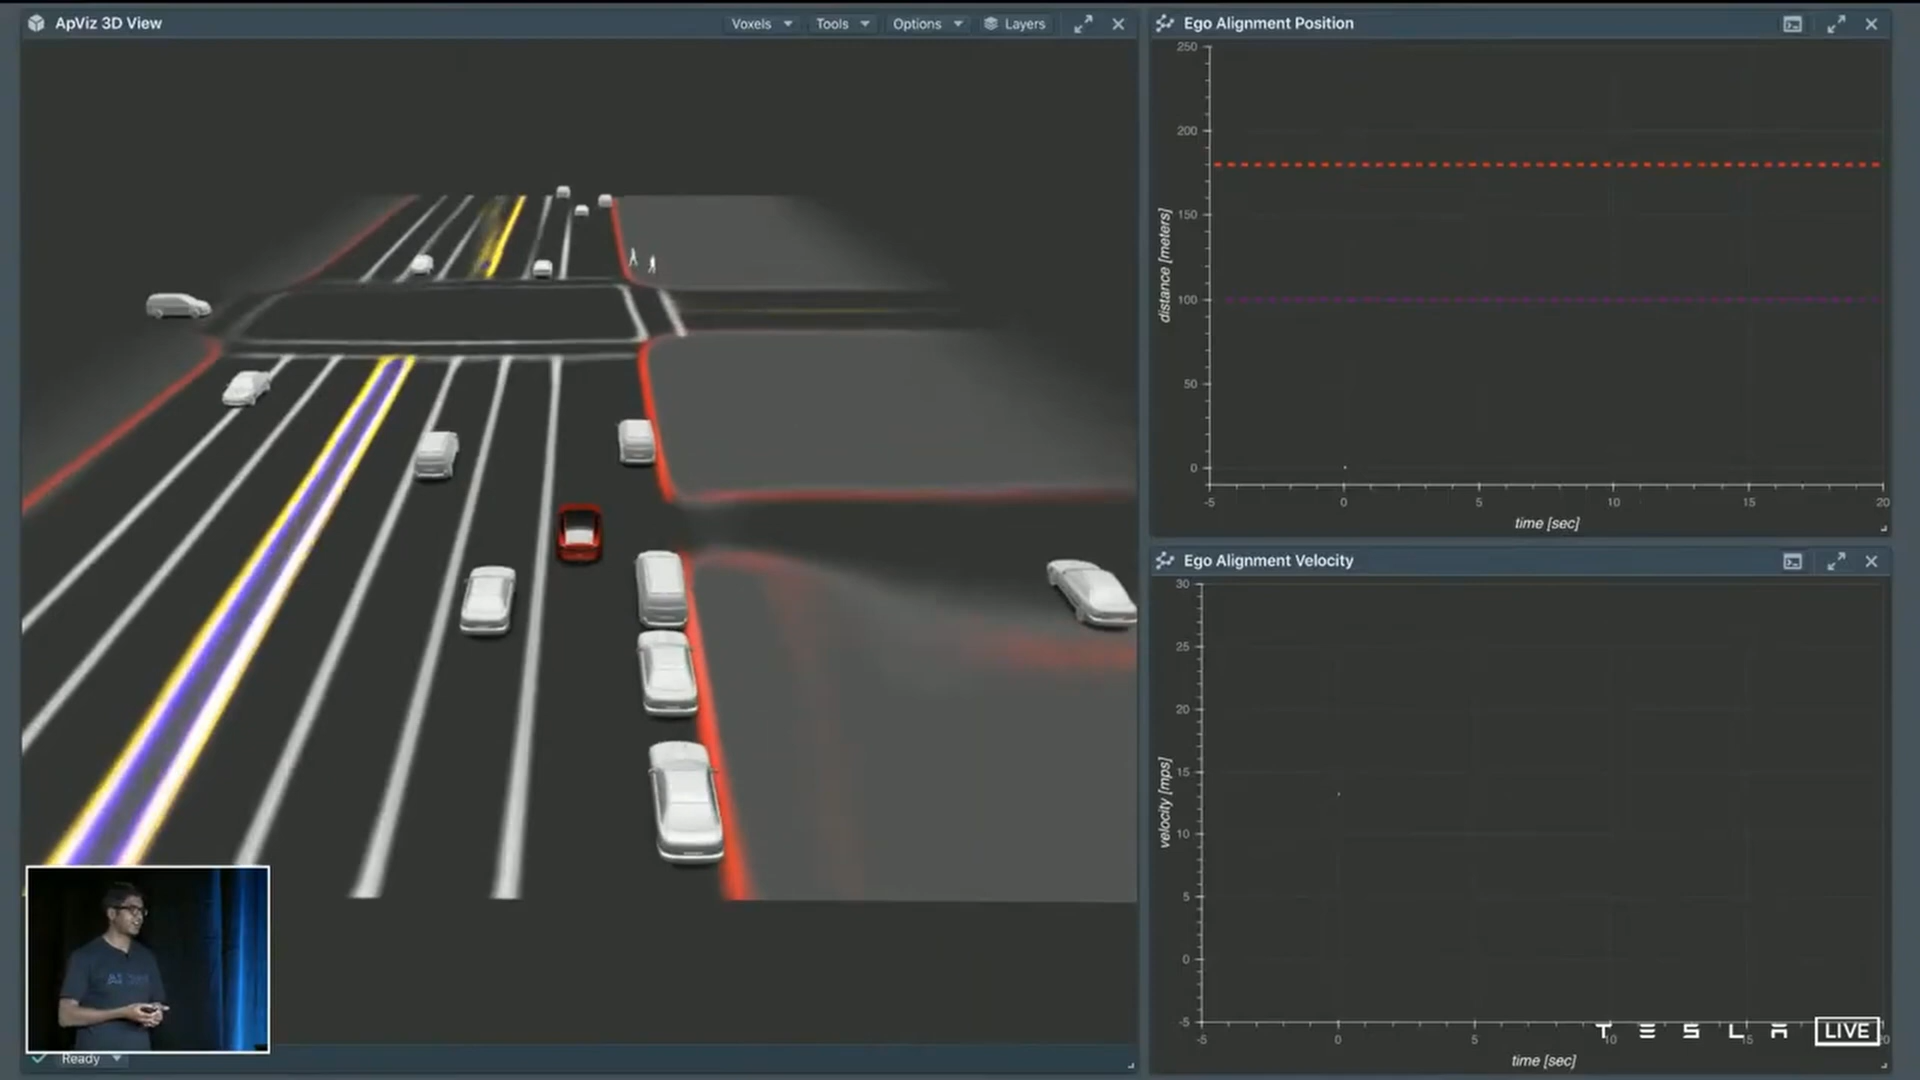 ApViz 3D View
Voxels
Tools
Options
Layers
Ready
Ego Alignment Position
250
200
150
100
50
0
distance [meters]
-5 0 5 10 15 20
time [sec]
Ego Alignment Velocity
30
25
20
15
10
5
0
-5
velocity [mps]
-5 0 5 10 15
time [sec]
TESLA LIVE